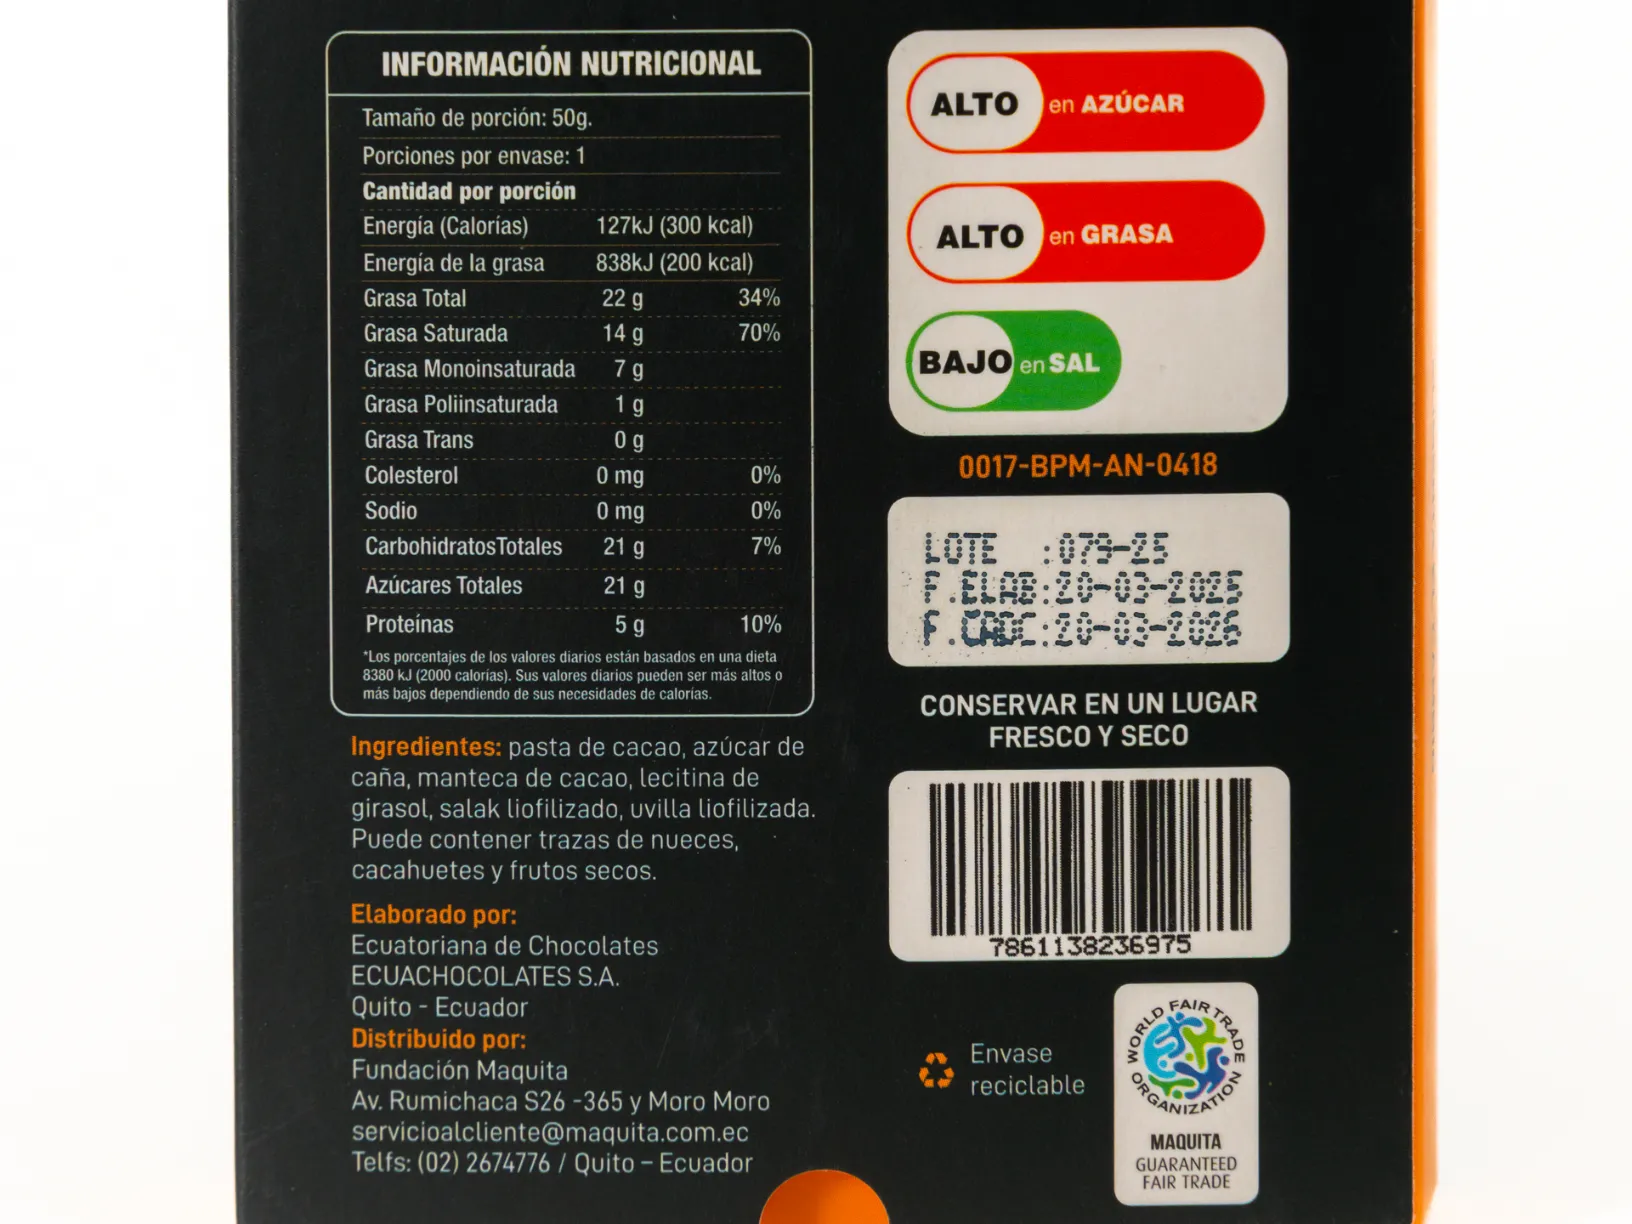 INFORMACIÓN NUTRICIONAL
Tamaño de porción: 50g.
Porciones por envase: 1
Cantidad por porción
Energía (Calorías) 127kJ (300 kcal)
Energía de la grasa 838kJ (200 kcal)
Grasa Total 22 g 34%
Grasa Saturada 14 g 70%
Grasa Monoinsaturada 7 g
Grasa Poliinsaturada 1 g
Grasa Trans 0 g
Colesterol 0 mg 0%
Sodio 0 mg 0%
CarbohidratosTotales 21 g 7%
Azúcares Totales 21 g
Proteínas 5 g 10%
*Los porcentajes de los valores diarios están basados en una dieta
8380 kJ (2000 calorías). Sus valores diarios pueden ser más altos o
más bajos dependiendo de sus necesidades de calorías.
Ingredientes: pasta de cacao, azúcar de
caña, manteca de cacao, lecitina de
girasol, salak liofilizado, uvilla liofilizada.
Puede contener trazas de nueces,
cacahuetes y frutos secos.
Elaborado por:
Ecuatoriana de Chocolates
ECUACHOCOLATES S.A.
Quito - Ecuador
Distribuido por:
Fundación Maquita
Av. Rumichaca S26 -365 y Moro Moro
servicioalcliente@maquita.com.ec
Telfs: (02) 2674776 / Quito – Ecuador
ALTO en AZÚCAR
ALTO en GRASA
BAJO en SAL
0017-BPM-AN-0418
LOTE :079-25
F.ELAB:20-03-2025
F.CADC:20-03-2026
CONSERVAR EN UN LUGAR
FRESCO Y SECO
7861138236975
Envase
reciclable
WORLD FAIR TRADE
ORGANIZATION
MAQUITA
GUARANTEED
FAIR TRADE